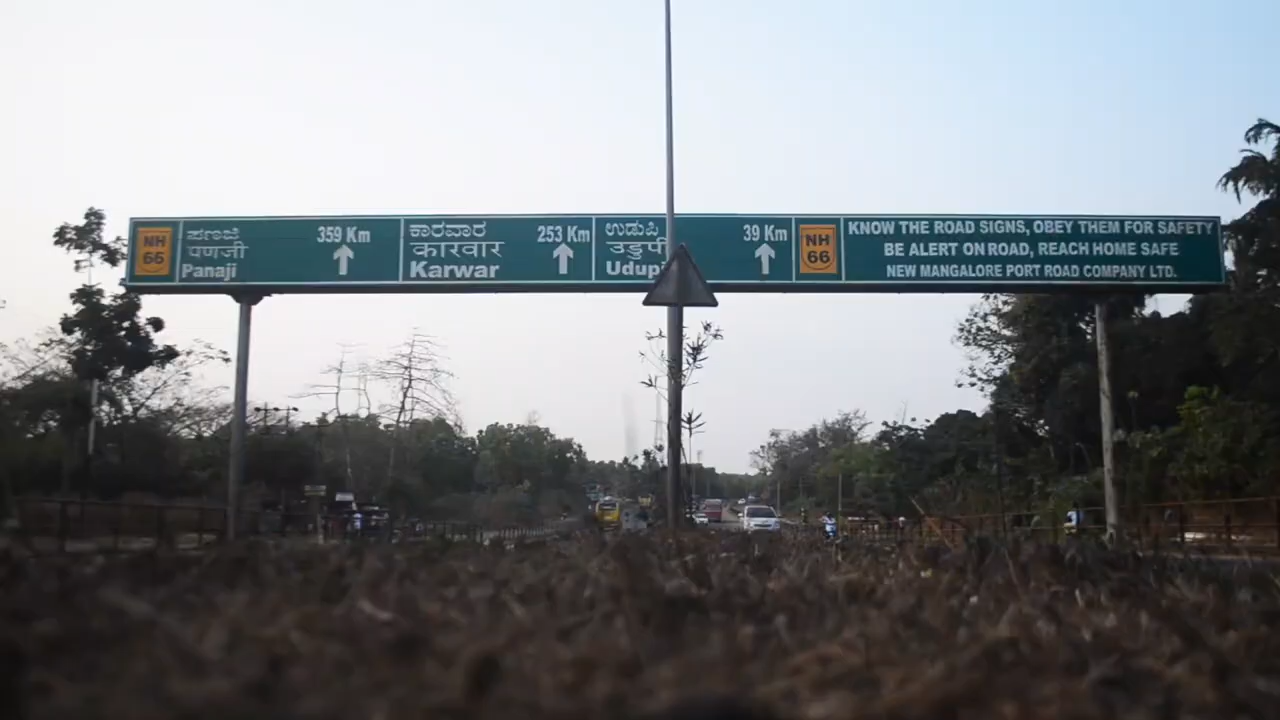 NH
66
ಪಣಜಿ
पणजी
Panaji
359 Km
ಕಾರವಾರ
कारवार
Karwar
253 Km
ಉಡುಪಿ
उडुपी
Udupi
39 Km
NH
66
KNOW THE ROAD SIGNS, OBEY THEM FOR SAFETY
BE ALERT ON ROAD, REACH HOME SAFE
NEW MANGALORE PORT ROAD COMPANY LTD.